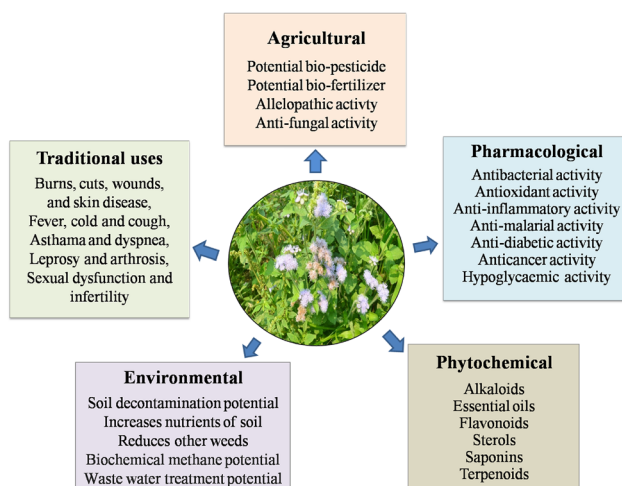 Agricultural
Potential bio-pesticide
Potential bio-fertilizer
Allelopathic activty
Anti-fungal activity
Traditional uses
Burns, cuts, wounds,
and skin disease,
Fever, cold and cough,
Asthama and dyspnea,
Leprosy and arthrosis,
Sexual dysfunction and
infertility
Pharmacological
Antibacterial activity
Antioxidant activity
Anti-inflammatory activity
Anti-malarial activity
Anti-diabetic activity
Anticancer activity
Hypoglycaemic activity
Environmental
Soil decontamination potential
Increases nutrients of soil
Reduces other weeds
Biochemical methane potential
Waste water treatment potential
Phytochemical
Alkaloids
Essential oils
Flavonoids
Sterols
Saponins
Terpenoids